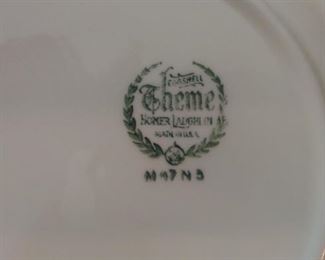 EGGSHELL
Theme
HOMER LAUGHLIN
MADE IN U.S.A.
M 47 N 5